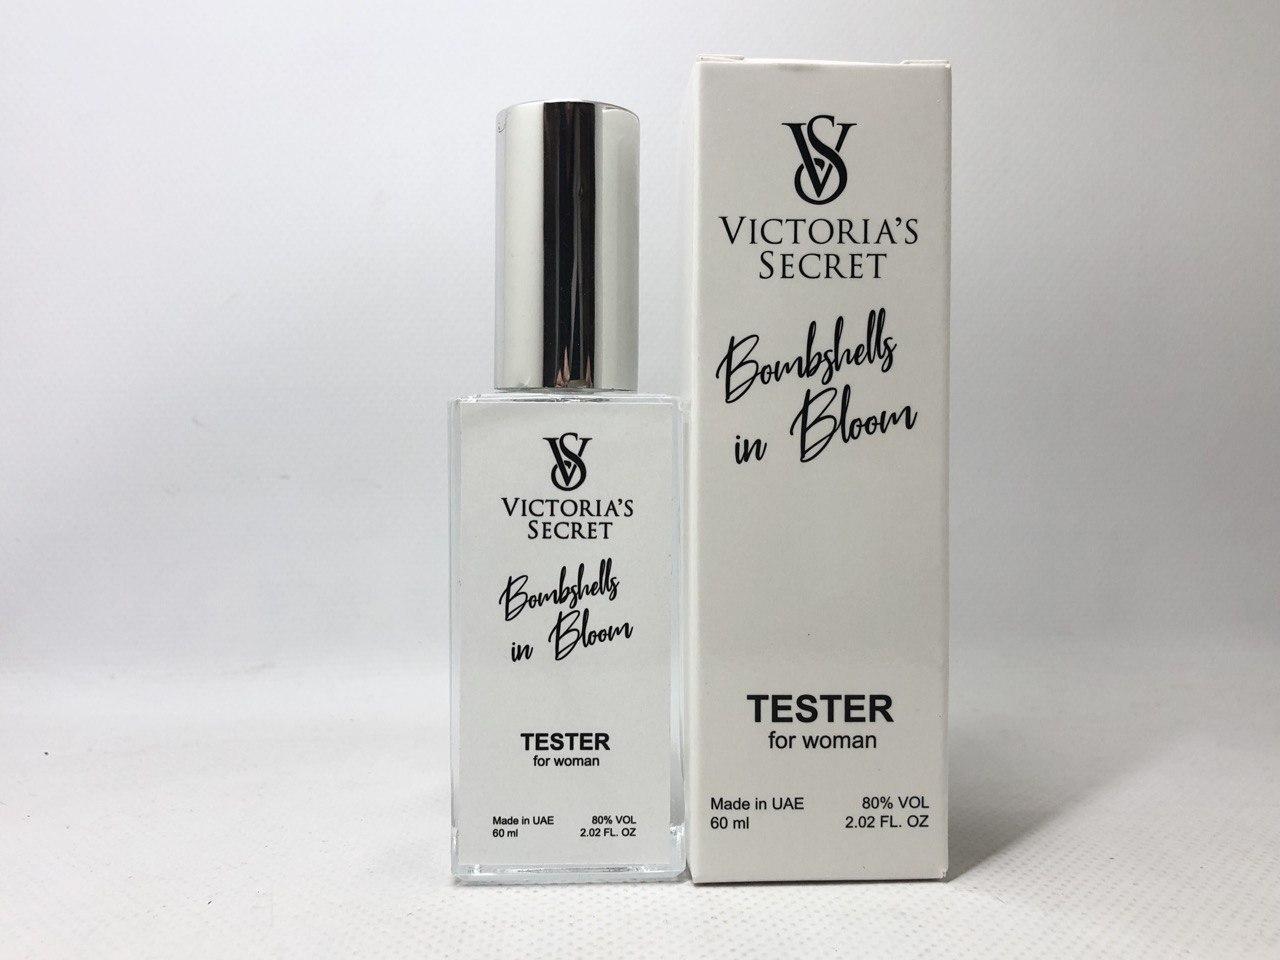 VS
VICTORIA'S
SECRET
Bombshells
in Bloom
TESTER
for woman
Made in UAE 80% VOL
60 ml 2.02 FL. OZ
VS
VICTORIA'S
SECRET
Bombshells
in Bloom
TESTER
for woman
Made in UAE 80% VOL
60 ml 2.02 FL. OZ